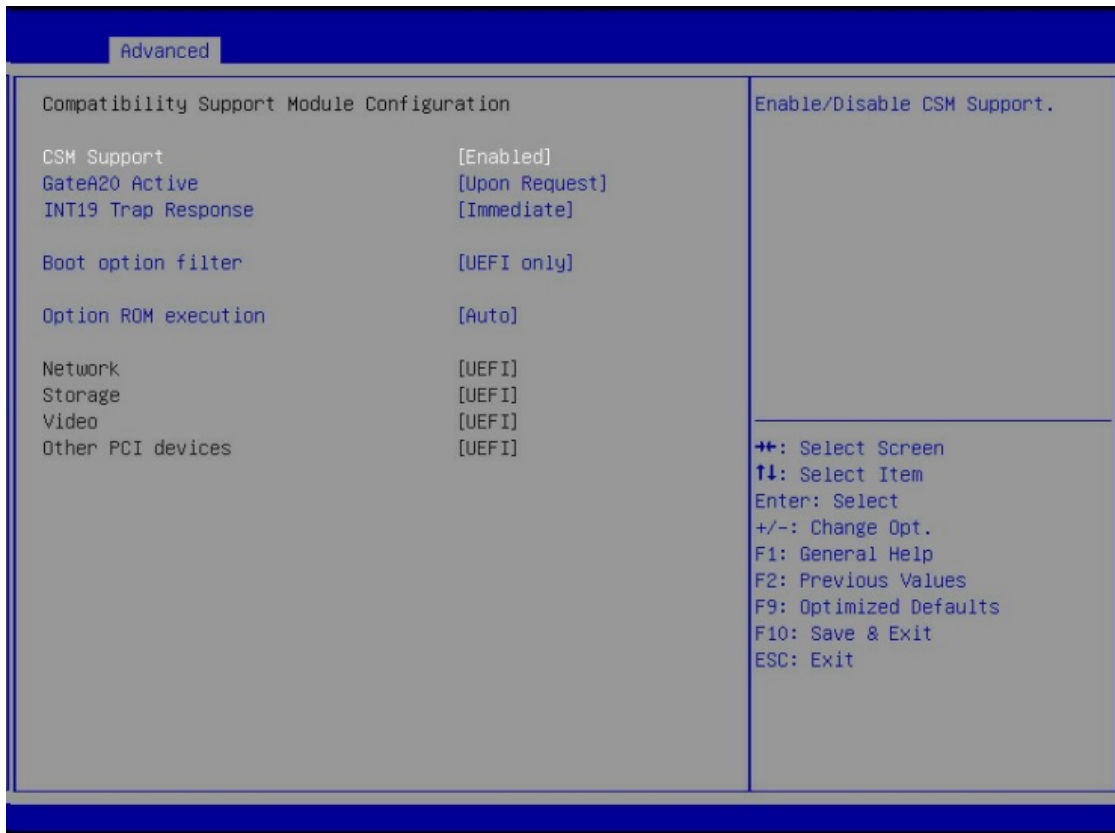 Advanced
Compatibility Support Module Configuration
CSM Support [Enabled]
GateA20 Active [Upon Request]
INT19 Trap Response [Immediate]
Boot option filter [UEFI only]
Option ROM execution [Auto]
Network [UEFI]
Storage [UEFI]
Video [UEFI]
Other PCI devices [UEFI]
Enable/Disable CSM Support.
→←: Select Screen
↑↓: Select Item
Enter: Select
+/-: Change Opt.
F1: General Help
F2: Previous Values
F9: Optimized Defaults
F10: Save & Exit
ESC: Exit